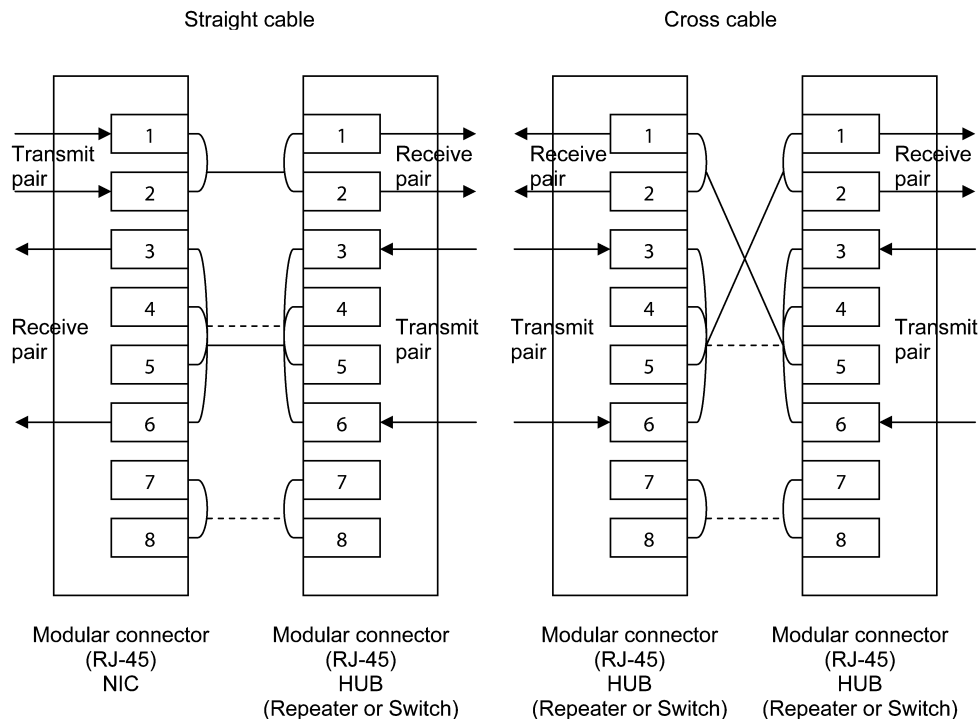 Straight cable
Cross cable
1
2
3
4
5
6
7
8
Transmit
pair
Receive
pair
1
2
3
4
5
6
7
8
Receive
pair
Transmit
pair
1
2
3
4
5
6
7
8
Receive
pair
Transmit
pair
1
2
3
4
5
6
7
8
Receive
pair
Transmit
pair
Modular connector
(RJ-45)
NIC
Modular connector
(RJ-45)
HUB
(Repeater or Switch)
Modular connector
(RJ-45)
HUB
(Repeater or Switch)
Modular connector
(RJ-45)
HUB
(Repeater or Switch)